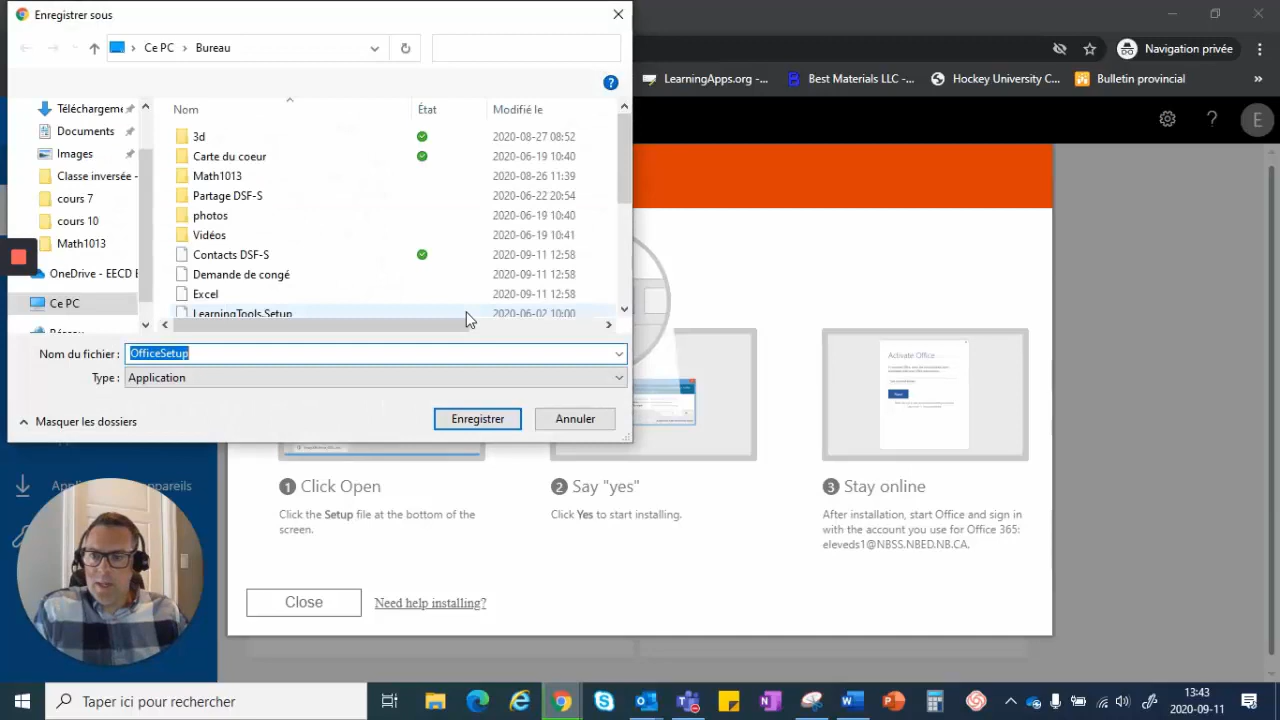 Enregistrer sous
Ce PC > Bureau
Navigation privée
LearningApps.org -...
Best Materials LLC -...
Hockey University C...
Bulletin provincial
»
Téléchargeme
Documents
Images
Classe inversée -
cours 7
cours 10
Math1013
OneDrive - EECD E
Ce PC
Réseau
Nom État Modifié le
3d 2020-08-27 08:52
Carte du coeur 2020-06-19 10:40
Math1013 2020-08-26 11:39
Partage DSF-S 2020-06-22 20:54
photos 2020-06-19 10:40
Vidéos 2020-06-19 10:41
Contacts DSF-S 2020-09-11 12:58
Demande de congé 2020-09-11 12:58
Excel 2020-09-11 12:58
LearningTools.Setup 2020-06-02 10:00
Nom du fichier : OfficeSetup
Type : Application
Masquer les dossiers
Enregistrer
Annuler
? E
Activate Office
1 Click Open
Click the Setup file at the bottom of the
screen.
2 Say "yes"
Click Yes to start installing.
3 Stay online
After installation, start Office and sign in
with the account you use for Office 365:
eleveds1@NBSS.NBED.NB.CA.
Close
Need help installing?
Taper ici pour rechercher
13:43
2020-09-11